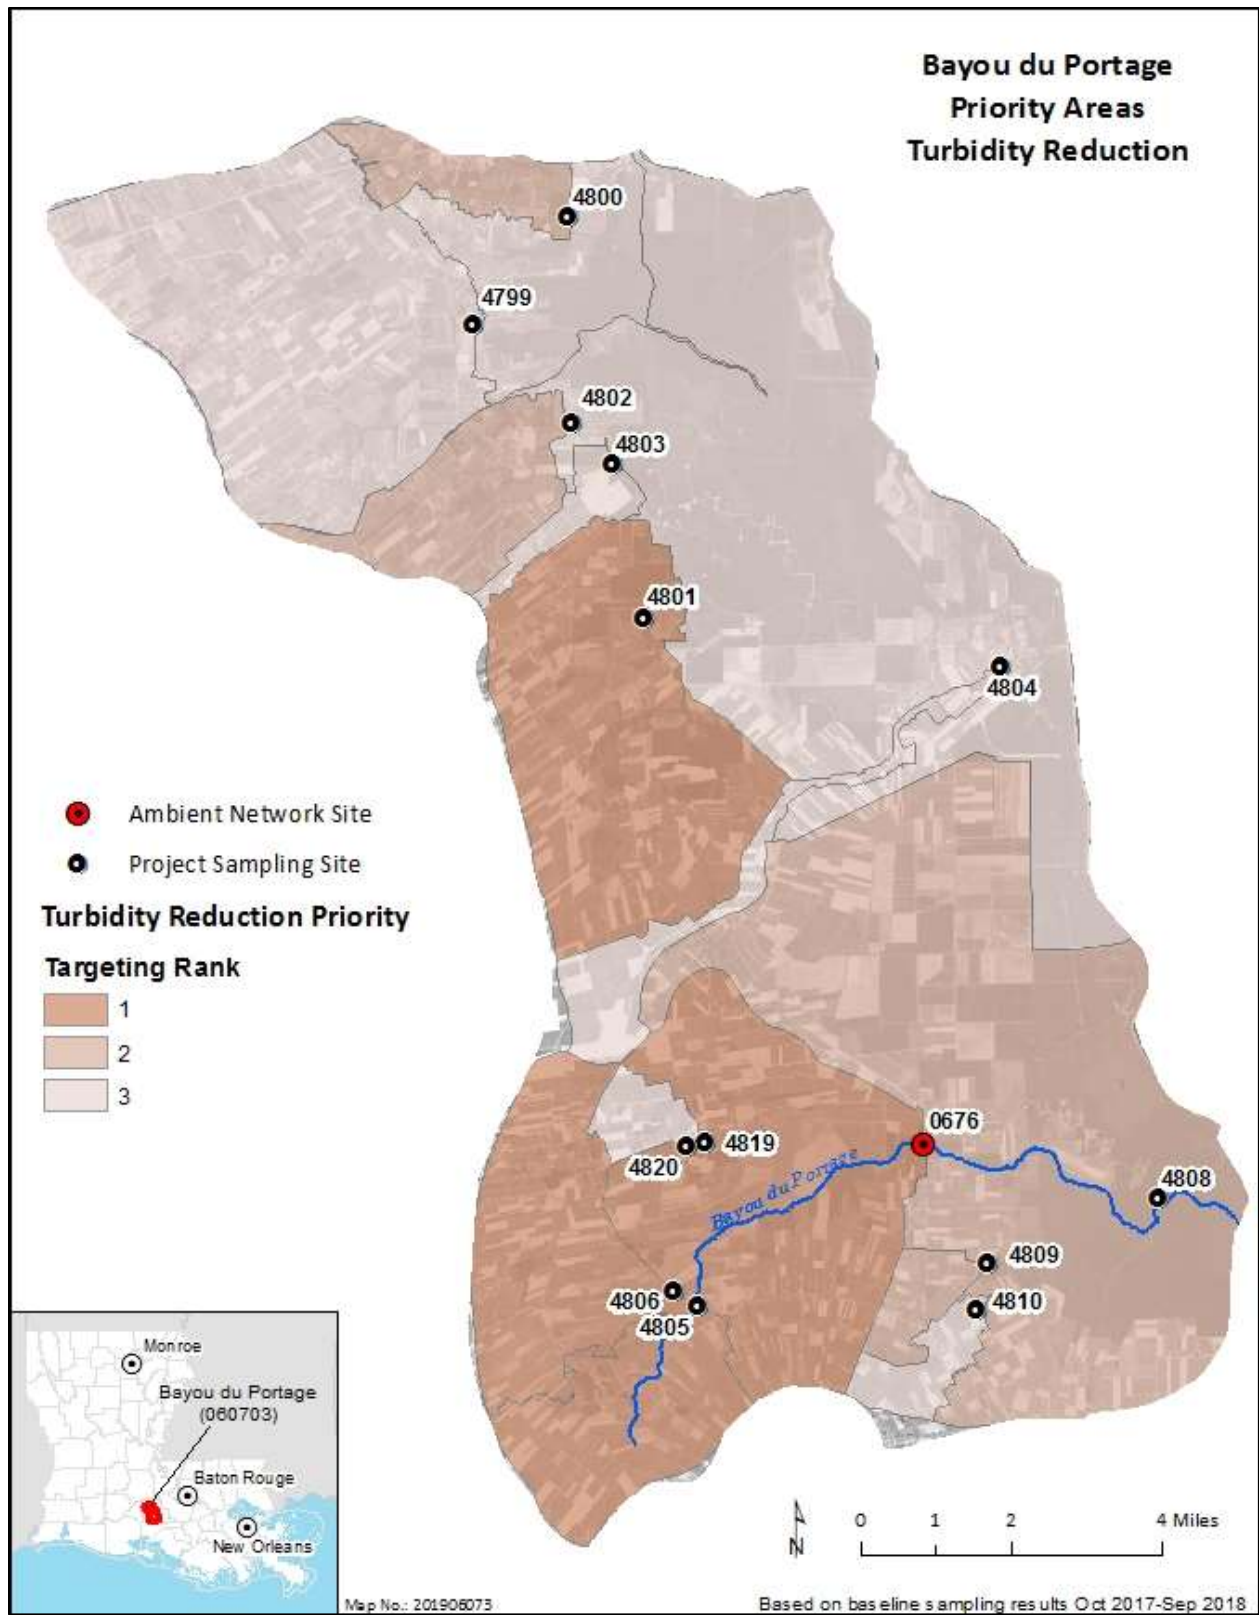 Bayou du Portage
Priority Areas
Turbidity Reduction
4800
4799
4802
4803
4801
4804
Ambient Network Site
Project Sampling Site
Turbidity Reduction Priority
Targeting Rank
1
2
3
0676
4819
4820
Bayou du Portage
4808
4809
4806
4810
4805
Monroe
Bayou du Portage
(060703)
Baton Rouge
New Orleans
N
0 1 2 4 Miles
Map No.: 201906073
Based on baseline sampling results Oct 2017-Sep 2018